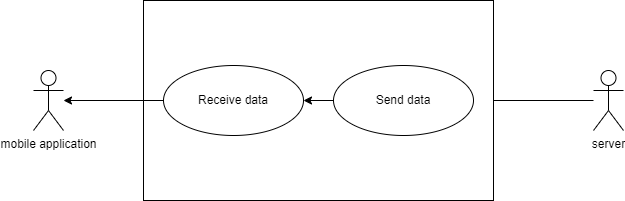 Receive data
Send data
mobile application
server